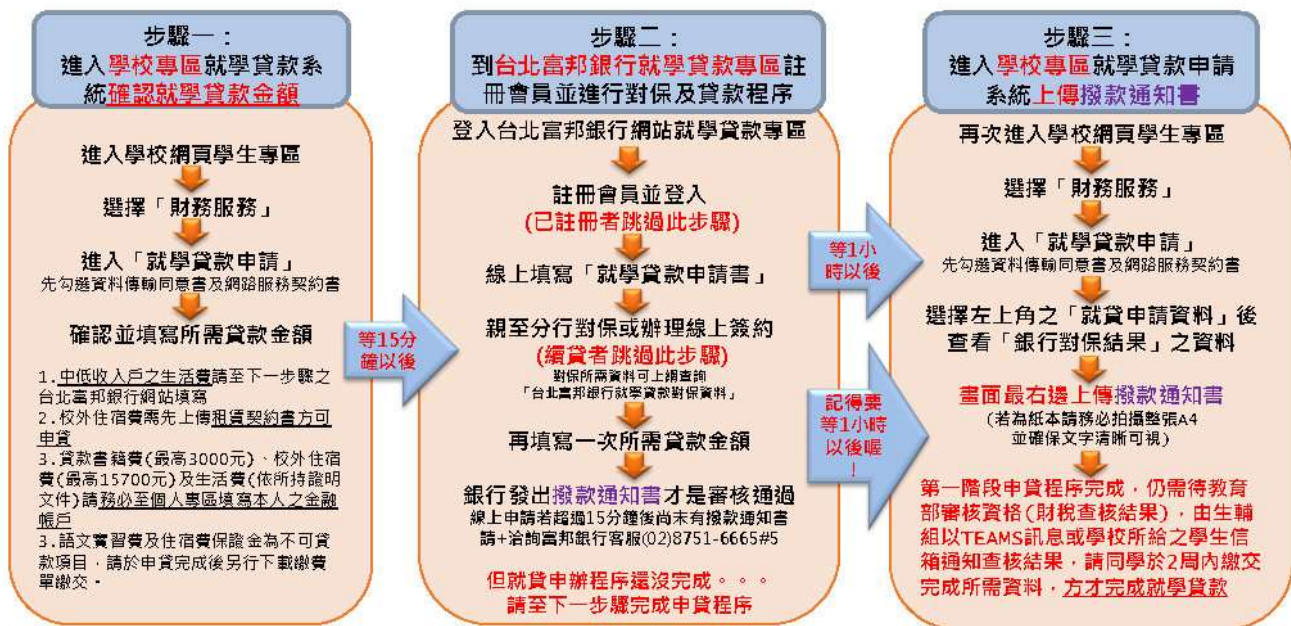 步驟一：
進入學校專區就學貸款系
統確認就學貸款金額
進入學校網頁學生專區
選擇「財務服務」
進入「就學貸款申請」
先勾選資料傳輸同意書及網路服務契約書
確認並填寫所需貸款金額
1.中低收入戶之生活費請至下一步驟之
台北富邦銀行網站填寫
2.校外住宿費需先上傳租賃契約書方可
申貸
3.貸款書籍費(最高3000元)、校外住宿
費(最高15700元)及生活費(依所持證明
文件)請務必至個人專區填寫本人之金融
帳戶
3.語文實習費及住宿費保證金為不可貸
款項目，請於申貸完成後另行下載繳費
單繳交。
等15分
鐘以後
步驟二：
到台北富邦銀行就學貸款專區註
冊會員並進行對保及貸款程序
登入台北富邦銀行網站就學貸款專區
註冊會員並登入
(已註冊者跳過此步驟)
線上填寫「就學貸款申請書」
親至分行對保或辦理線上簽約
(續貸者跳過此步驟)
對保所需資料可上網查詢
「台北富邦銀行就學貸款對保資料」
再填寫一次所需貸款金額
銀行發出撥款通知書才是審核通過
線上申請若超過15分鐘後尚未有撥款通知書
請+洽詢富邦銀行客服(02)8751-6665#5
但就貸申辦程序還沒完成。。。
請至下一步驟完成申貸程序
等1小
時以後
記得要
等1小時
以後喔
！
步驟三：
進入學校專區就學貸款申請
系統上傳撥款通知書
再次進入學校網頁學生專區
選擇「財務服務」
進入「就學貸款申請」
先勾選資料傳輸同意書及網路服務契約書
選擇左上角之「就貸申請資料」後
查看「銀行對保結果」之資料
畫面最右邊上傳撥款通知書
(若為紙本請務必拍攝整張A4
並確保文字清晰可視)
第一階段申貸程序完成，仍需待教育
部審核資格(財稅查核結果)，由生輔
組以TEAMS訊息或學校所給之學生信
箱通知查核結果，請同學於2周內繳交
完成所需資料，方才完成就學貸款